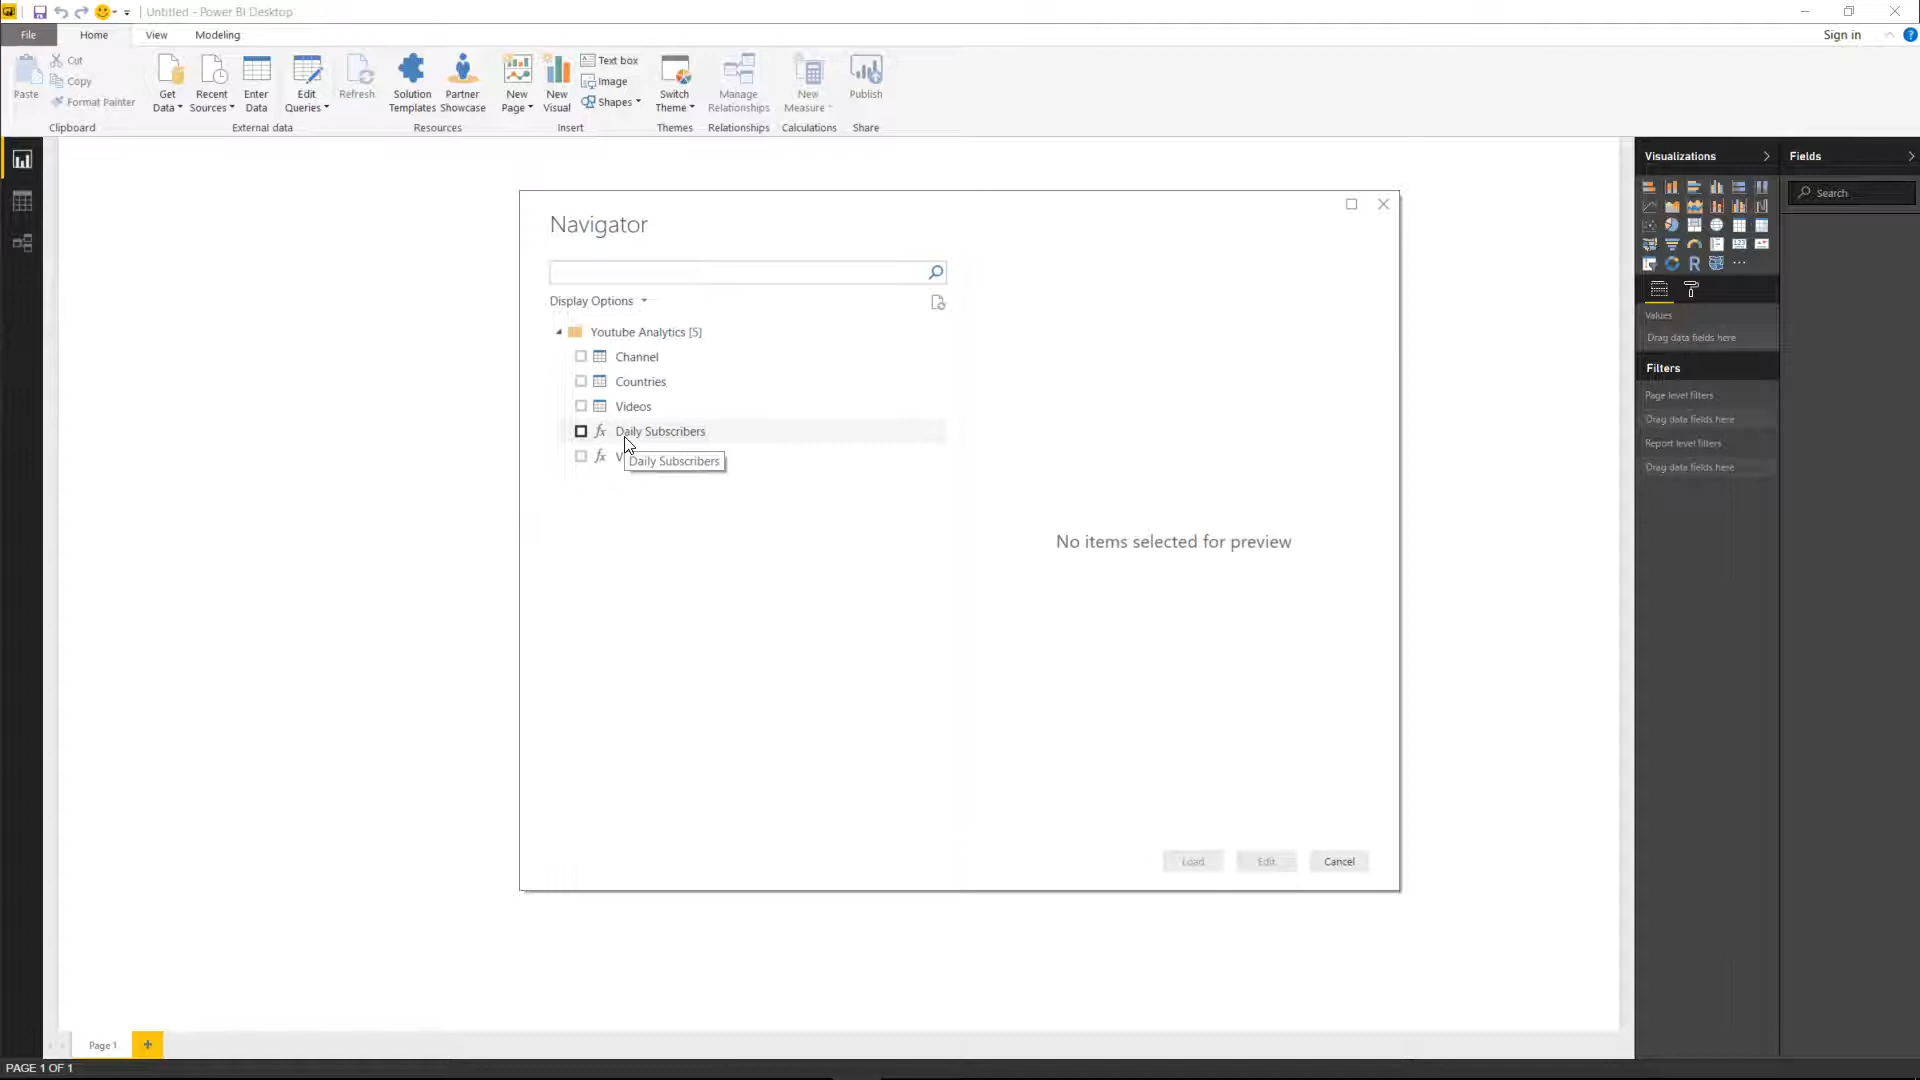 Untitled - Power BI Desktop
File Home View Modeling Sign in
Paste
Cut
Copy
Format Painter
Clipboard
Get Data
Recent Sources
Enter Data
Edit Queries
Refresh
External data
Solution Templates
Partner Showcase
Resources
New Page
New Visual
Text box
Image
Shapes
Insert
Switch Theme
Themes
Manage Relationships
Relationships
New Measure
Calculations
Publish
Share
Visualizations
Fields
Search
Values
Drag data fields here
Filters
Page level filters
Drag data fields here
Report level filters
Drag data fields here
Navigator
Display Options
Youtube Analytics [5]
Channel
Countries
Videos
fx Daily Subscribers
fx V
Daily Subscribers
No items selected for preview
Load Edit Cancel
Page 1 +
PAGE 1 OF 1